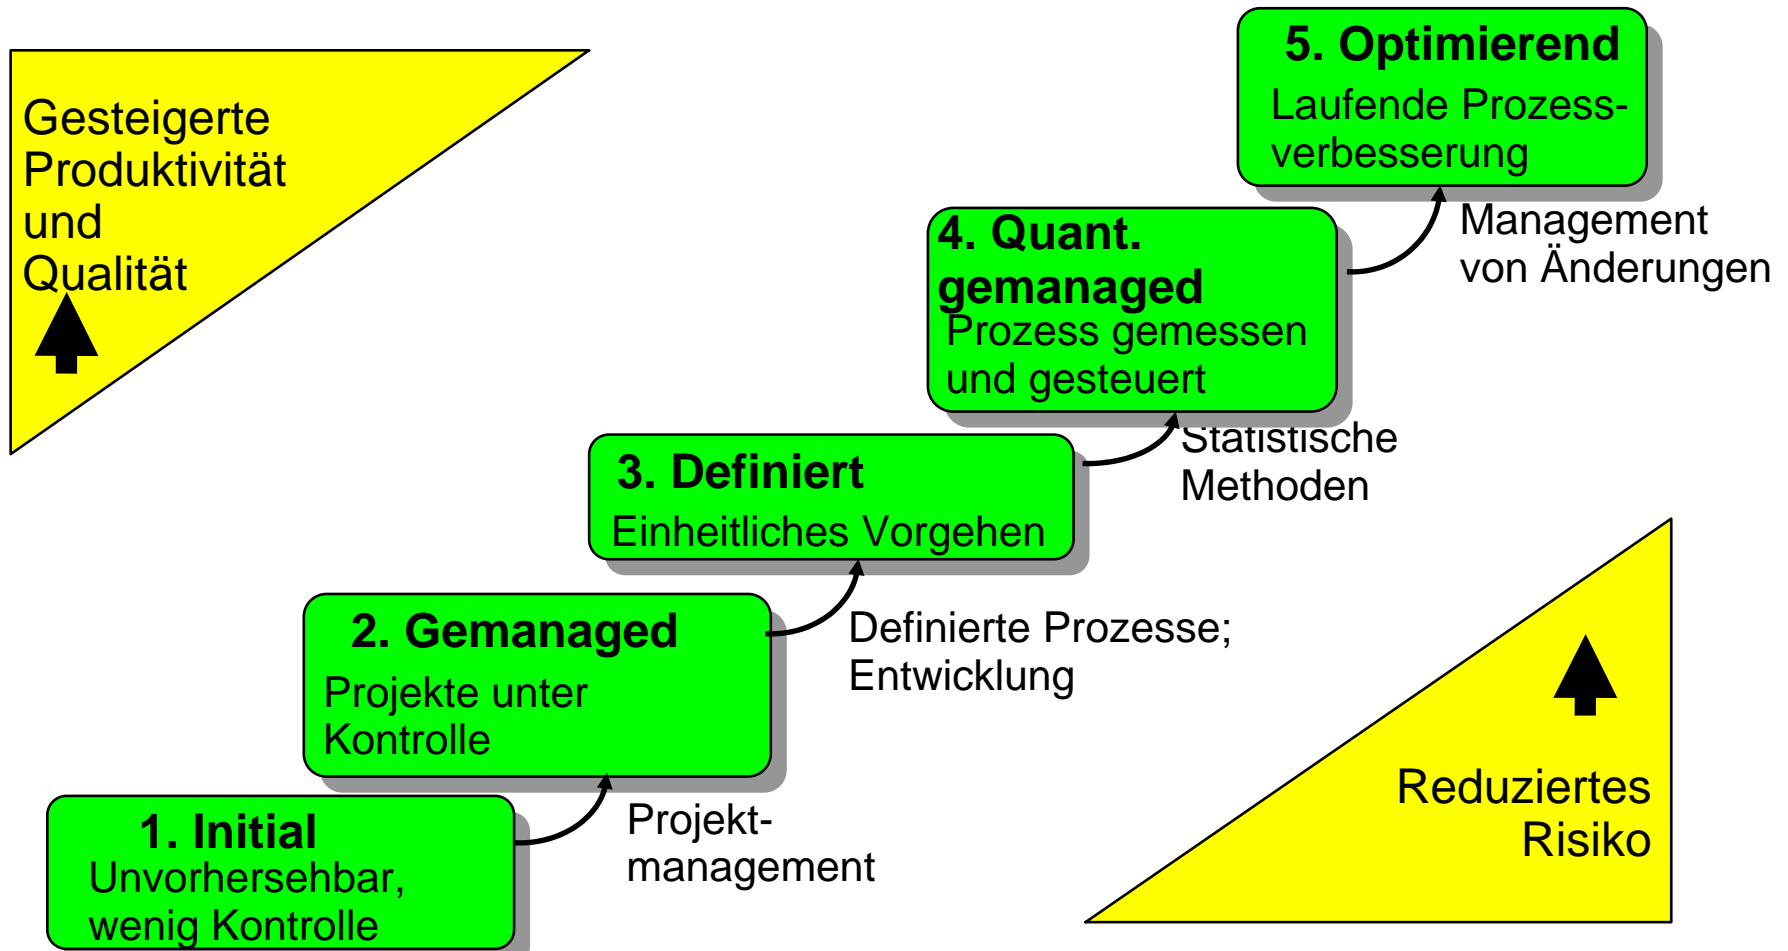 5. Optimierend
Laufende Prozess-
verbesserung
Gesteigerte
Produktivität
und
Qualität
4. Quant.
gemanaged
Prozess gemessen
und gesteuert
Management
von Änderungen
3. Definiert
Einheitliches Vorgehen
Statistische
Methoden
2. Gemanaged
Projekte unter
Kontrolle
Definierte Prozesse;
Entwicklung
1. Initial
Unvorhersehbar,
wenig Kontrolle
Projekt-
management
Reduziertes
Risiko